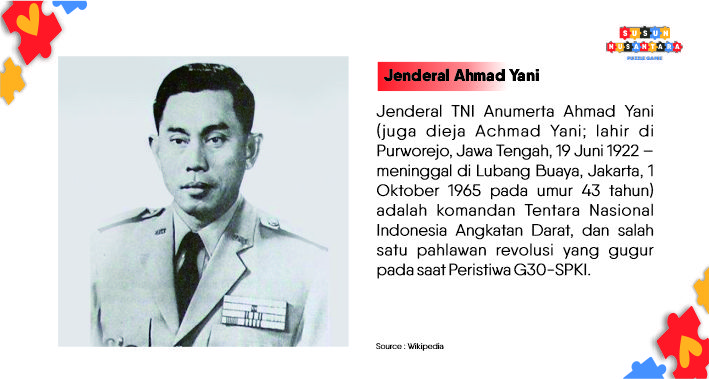 SUSUN
NUSANTARA
PUZZLE GAMES
Jenderal Ahmad Yani
Jenderal TNI Anumerta Ahmad Yani
(juga dieja Achmad Yani; lahir di
Purworejo, Jawa Tengah, 19 Juni 1922 –
meninggal di Lubang Buaya, Jakarta, 1
Oktober 1965 pada umur 43 tahun)
adalah komandan Tentara Nasional
Indonesia Angkatan Darat, dan salah
satu pahlawan revolusi yang gugur
pada saat Peristiwa G30-SPKI.
Source : Wikipedia